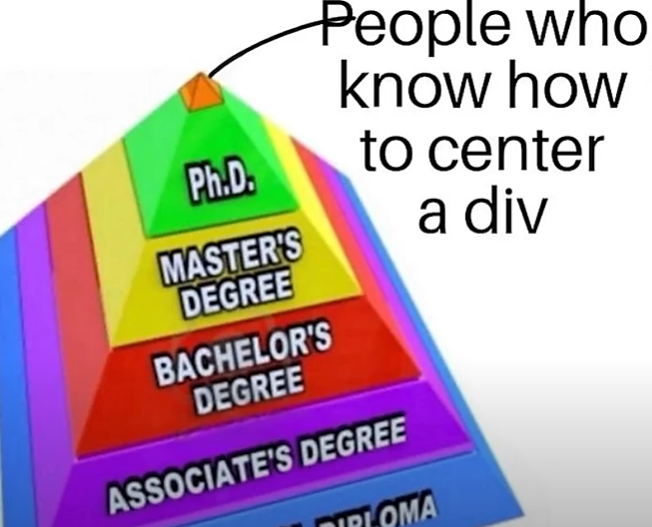 People who
know how
to center
a div
Ph.D.
MASTER'S
DEGREE
BACHELOR'S
DEGREE
ASSOCIATE'S DEGREE
DIPLOMA